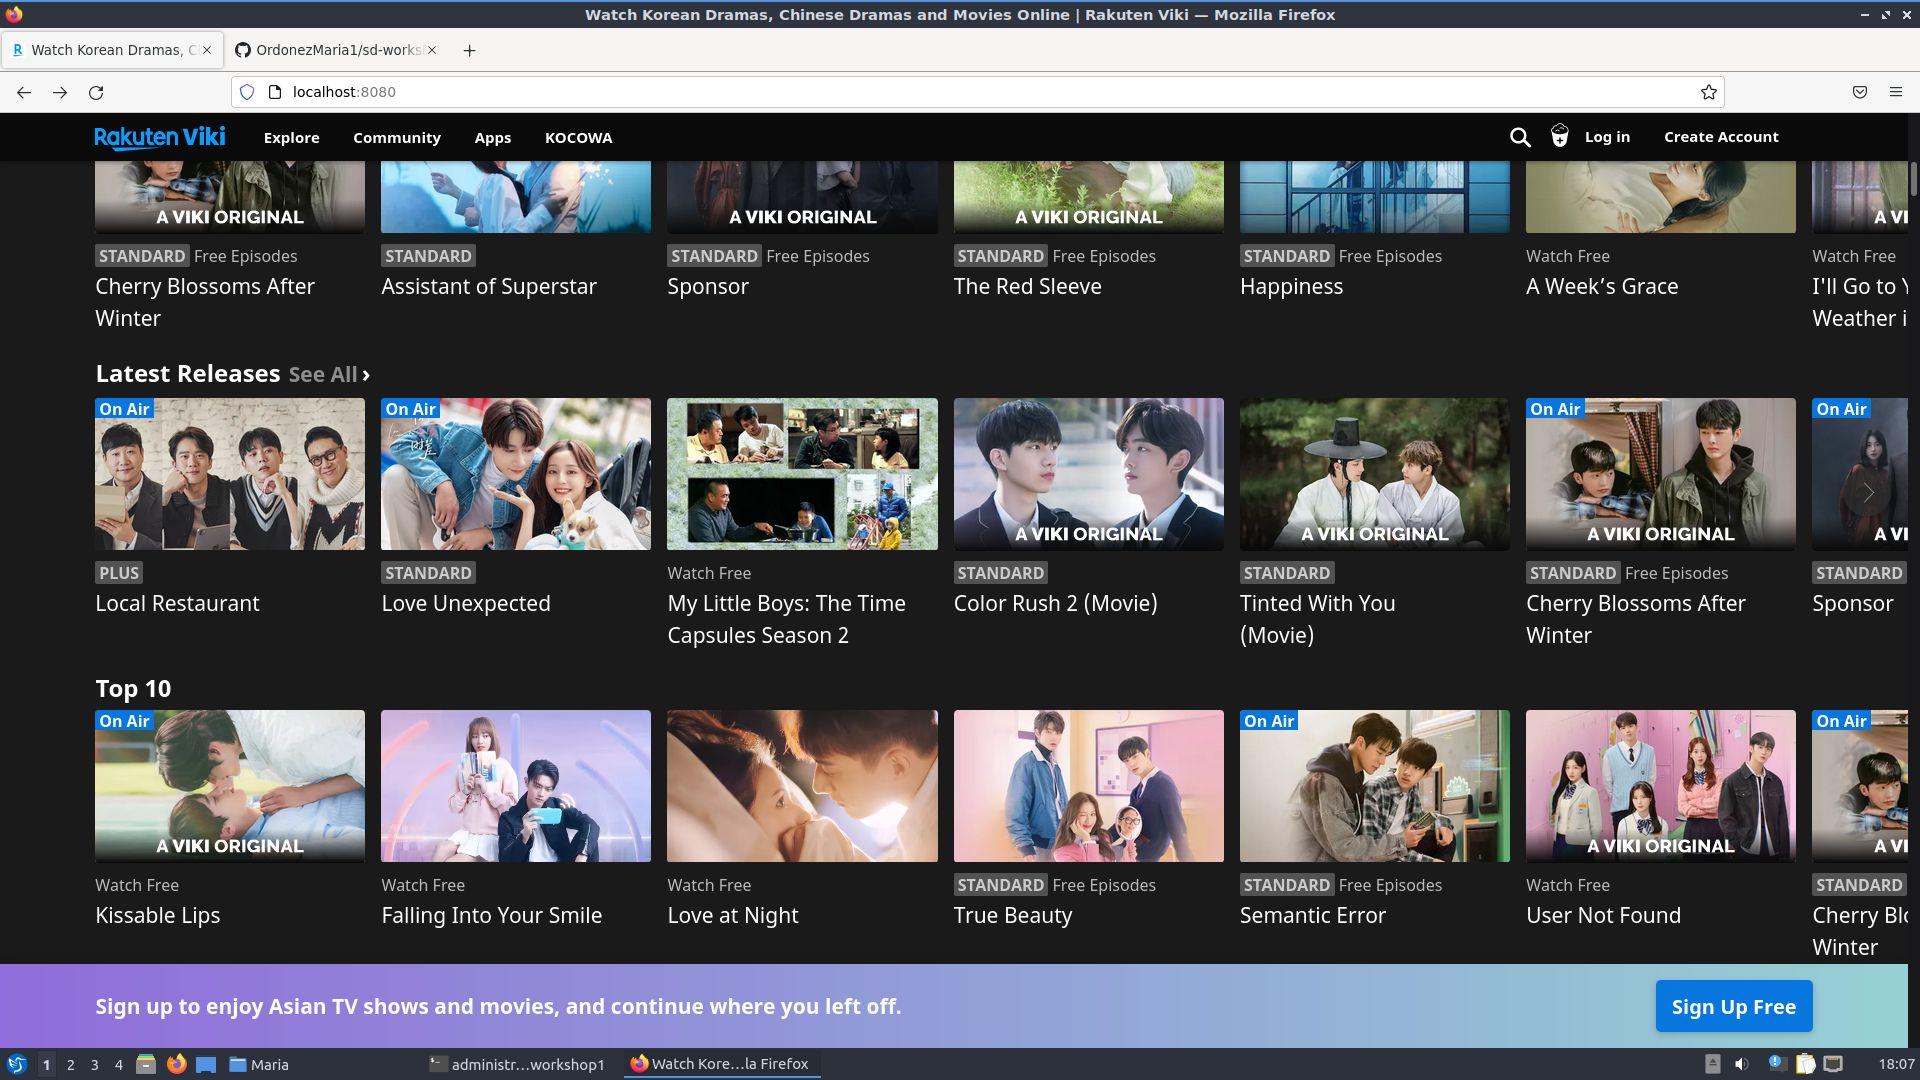 Watch Korean Dramas, Chinese Dramas and Movies Online | Rakuten Viki — Mozilla Firefox
Watch Korean Dramas, C
OrdonezMaria1/sd-works
localhost:8080
Rakuten Viki
Explore
Community
Apps
KOCOWA
Log in
Create Account
A VIKI ORIGINAL
A VIKI ORIGINAL
A VIKI ORIGINAL
A VI
STANDARD Free Episodes
STANDARD
STANDARD Free Episodes
STANDARD Free Episodes
STANDARD Free Episodes
Watch Free
Watch Free
Cherry Blossoms After
Winter
Assistant of Superstar
Sponsor
The Red Sleeve
Happiness
A Week’s Grace
I'll Go to Y
Weather i
Latest Releases See All ›
On Air
On Air
On Air
On Air
A VIKI ORIGINAL
A VIKI ORIGINAL
A VIKI ORIGINAL
A VI
PLUS
STANDARD
Watch Free
STANDARD
STANDARD
STANDARD Free Episodes
STANDARD
Local Restaurant
Love Unexpected
My Little Boys: The Time
Capsules Season 2
Color Rush 2 (Movie)
Tinted With You
(Movie)
Cherry Blossoms After
Winter
Sponsor
Top 10
On Air
On Air
On Air
A VIKI ORIGINAL
A VIKI ORIGINAL
A VI
Watch Free
Watch Free
Watch Free
STANDARD Free Episodes
STANDARD Free Episodes
Watch Free
STANDARD
Kissable Lips
Falling Into Your Smile
Love at Night
True Beauty
Semantic Error
User Not Found
Cherry Blo
Winter
Sign up to enjoy Asian TV shows and movies, and continue where you left off.
Sign Up Free
1 2 3 4
Maria
administr...workshop1
Watch Kore...la Firefox
18:07